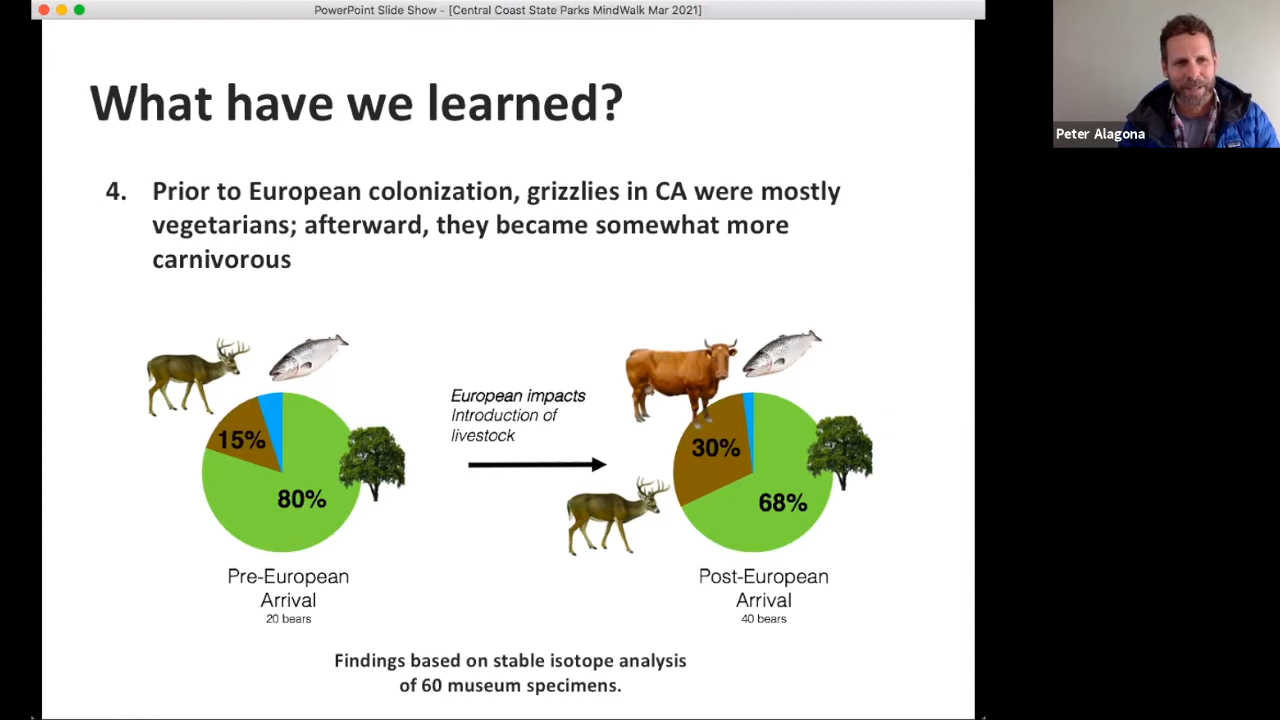 PowerPoint Slide Show - [Central Coast State Parks MindWalk Mar 2021]
What have we learned?
4. Prior to European colonization, grizzlies in CA were mostly
vegetarians; afterward, they became somewhat more
carnivorous
European impacts
Introduction of
livestock
15%
80%
30%
68%
Pre-European
Arrival
20 bears
Post-European
Arrival
40 bears
Findings based on stable isotope analysis
of 60 museum specimens.
Peter Alagona